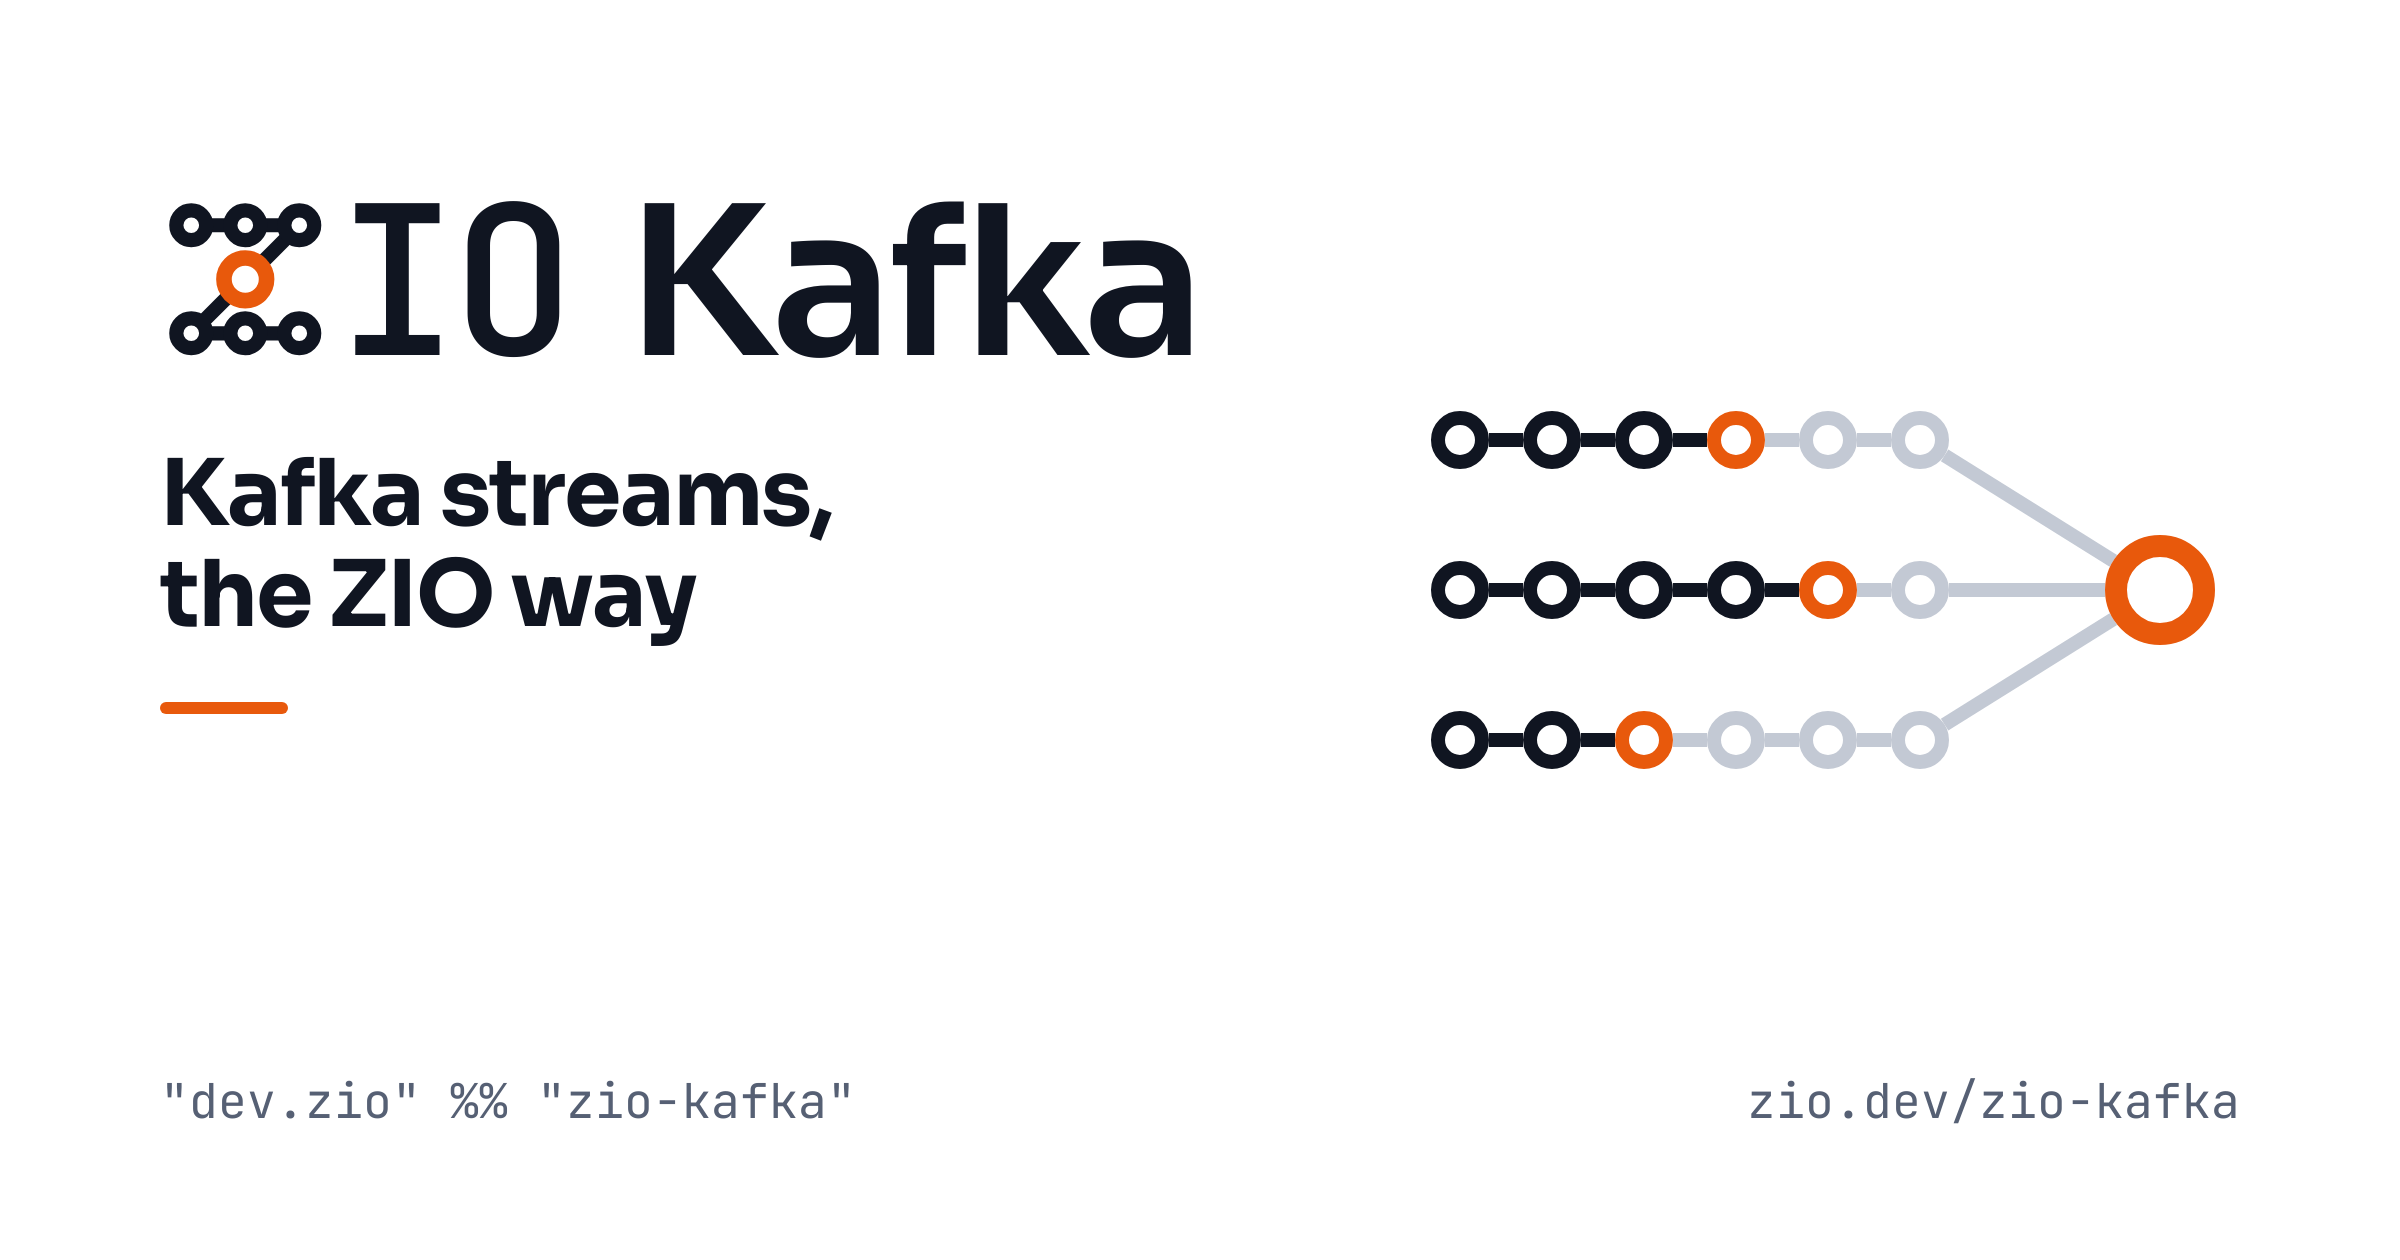 ZIO Kafka
Kafka streams,
the ZIO way
"dev.zio" %% "zio-kafka"
zio.dev/zio-kafka